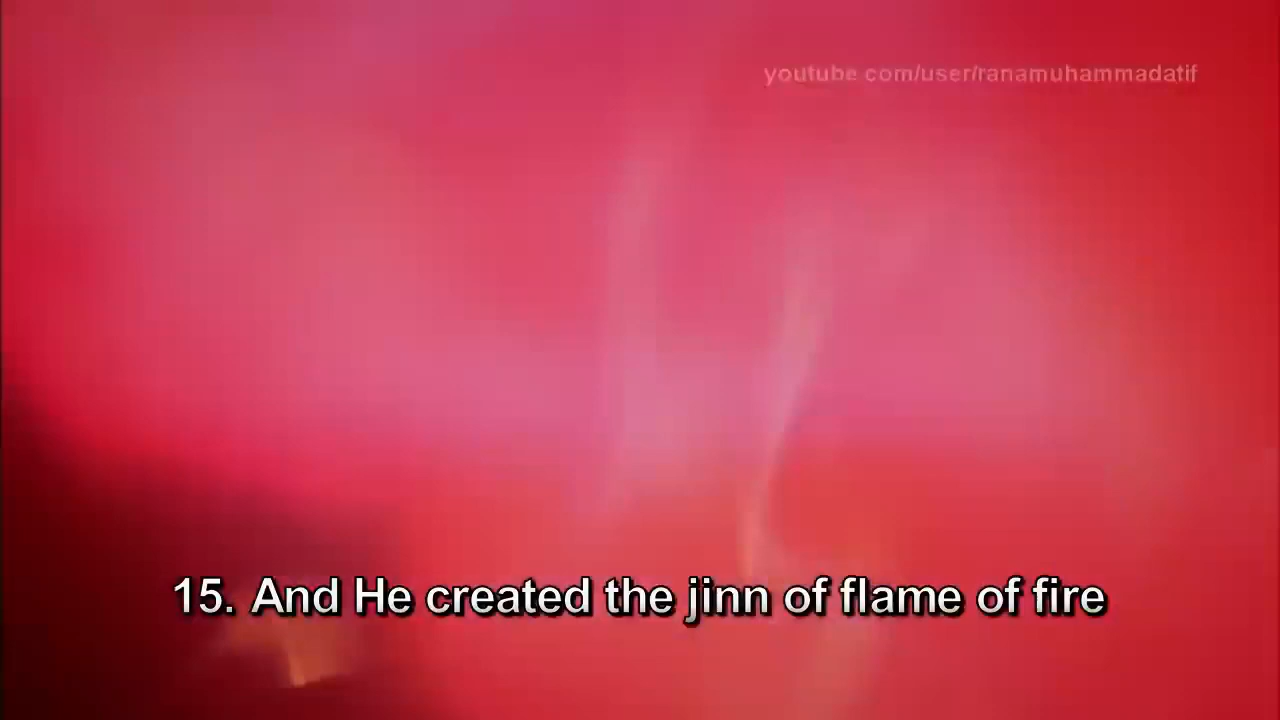 youtube com/user/ranamuhammadatif
15. And He created the jinn of flame of fire